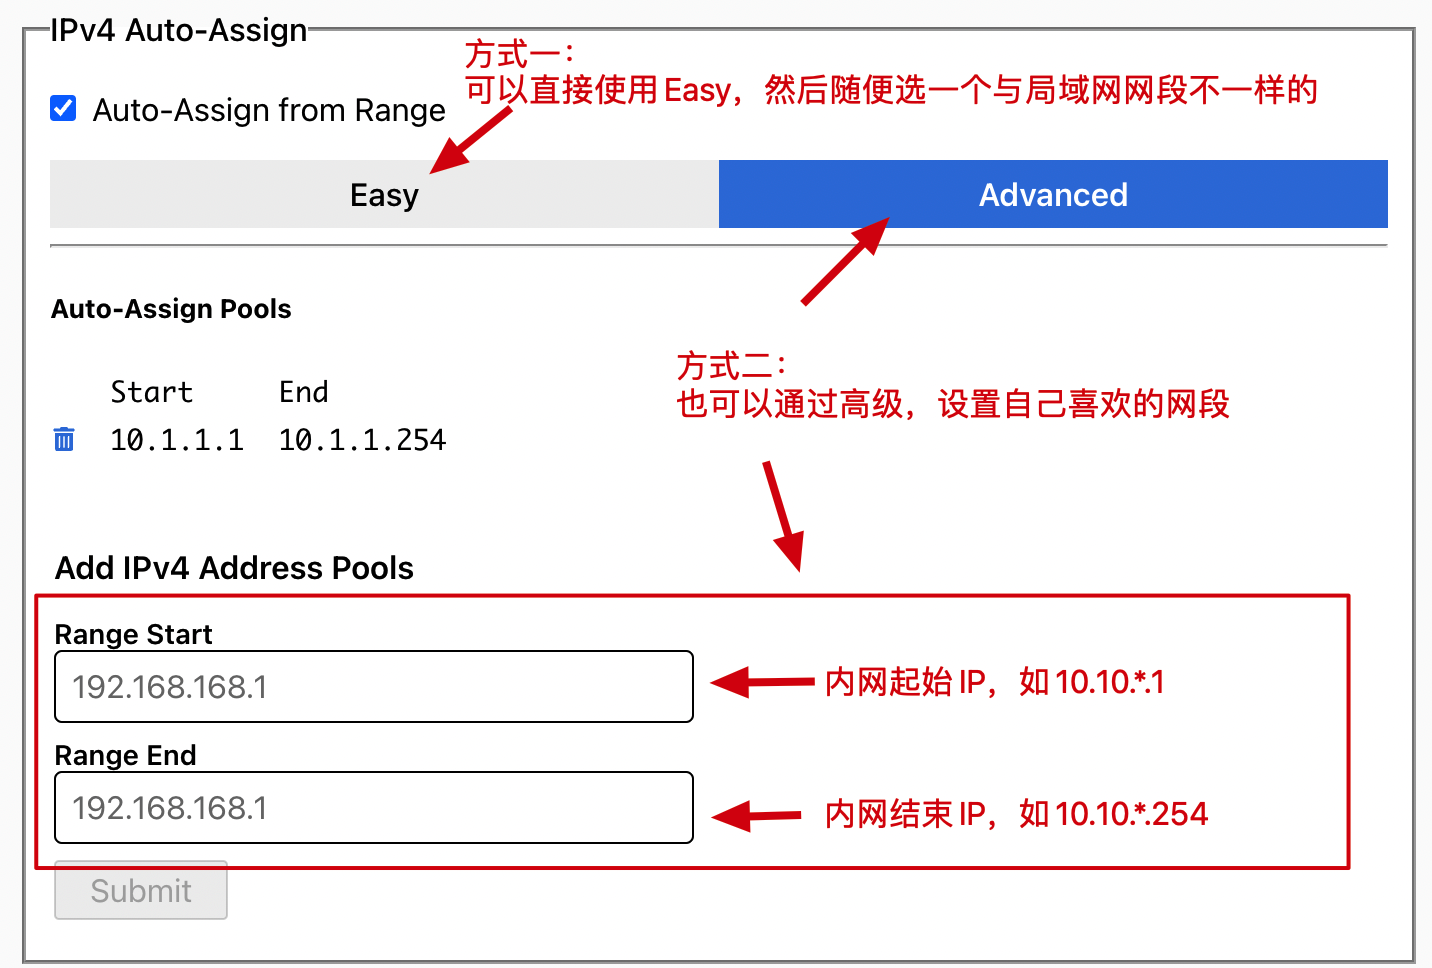 IPv4 Auto-Assign
方式一：
可以直接使用 Easy，然后随便选一个与局域网网段不一样的
Auto-Assign from Range
Easy
Advanced
Auto-Assign Pools
方式二：
也可以通过高级，设置自己喜欢的网段
Start End
10.1.1.1 10.1.1.254
Add IPv4 Address Pools
Range Start
192.168.168.1
内网起始 IP，如 10.10.*.1
Range End
192.168.168.1
内网结束 IP，如 10.10.*.254
Submit